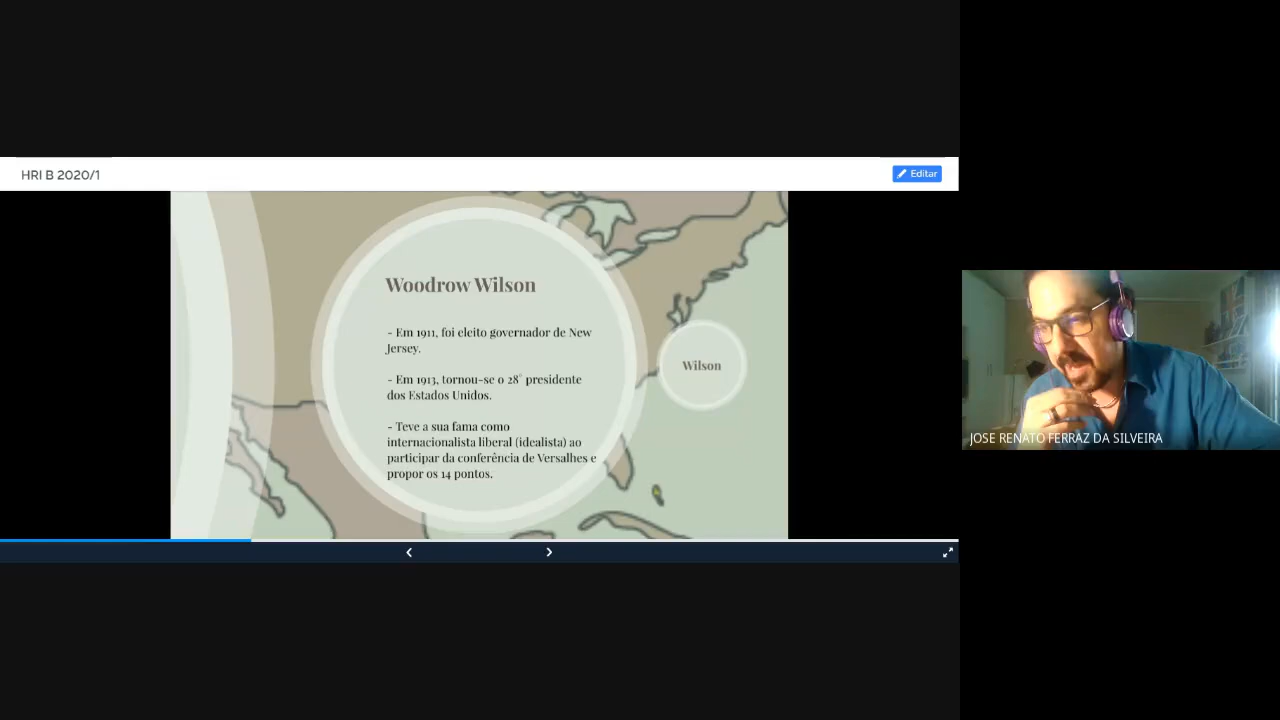 HRI B 2020/1
Editar
Woodrow Wilson
- Em 1911, foi eleito governador de New
Jersey.
- Em 1913, tornou-se o 28° presidente
dos Estados Unidos.
- Teve a sua fama como
internacionalista liberal (idealista) ao
participar da conferência de Versalhes e
propor os 14 pontos.
Wilson
JOSE RENATO FERRAZ DA SILVEIRA